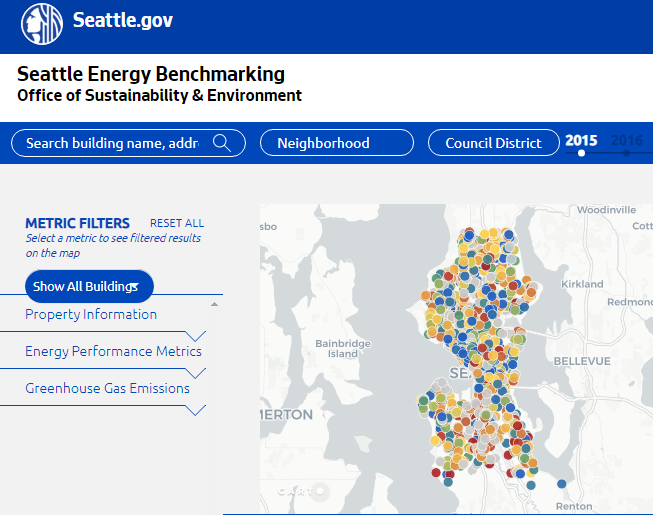 Seattle.gov
Seattle Energy Benchmarking
Office of Sustainability & Environment
Search building name, addr
Neighborhood
Council District
2015 2016
METRIC FILTERS RESET ALL
Select a metric to see filtered results
on the map
Show All Buildings
Property Information
Energy Performance Metrics
Greenhouse Gas Emissions
Woodinville
sbo
Cott
Kirkland
Redmond
Bainbridge
Island
BELLEVUE
SEA
MERTON
CARTO
Renton